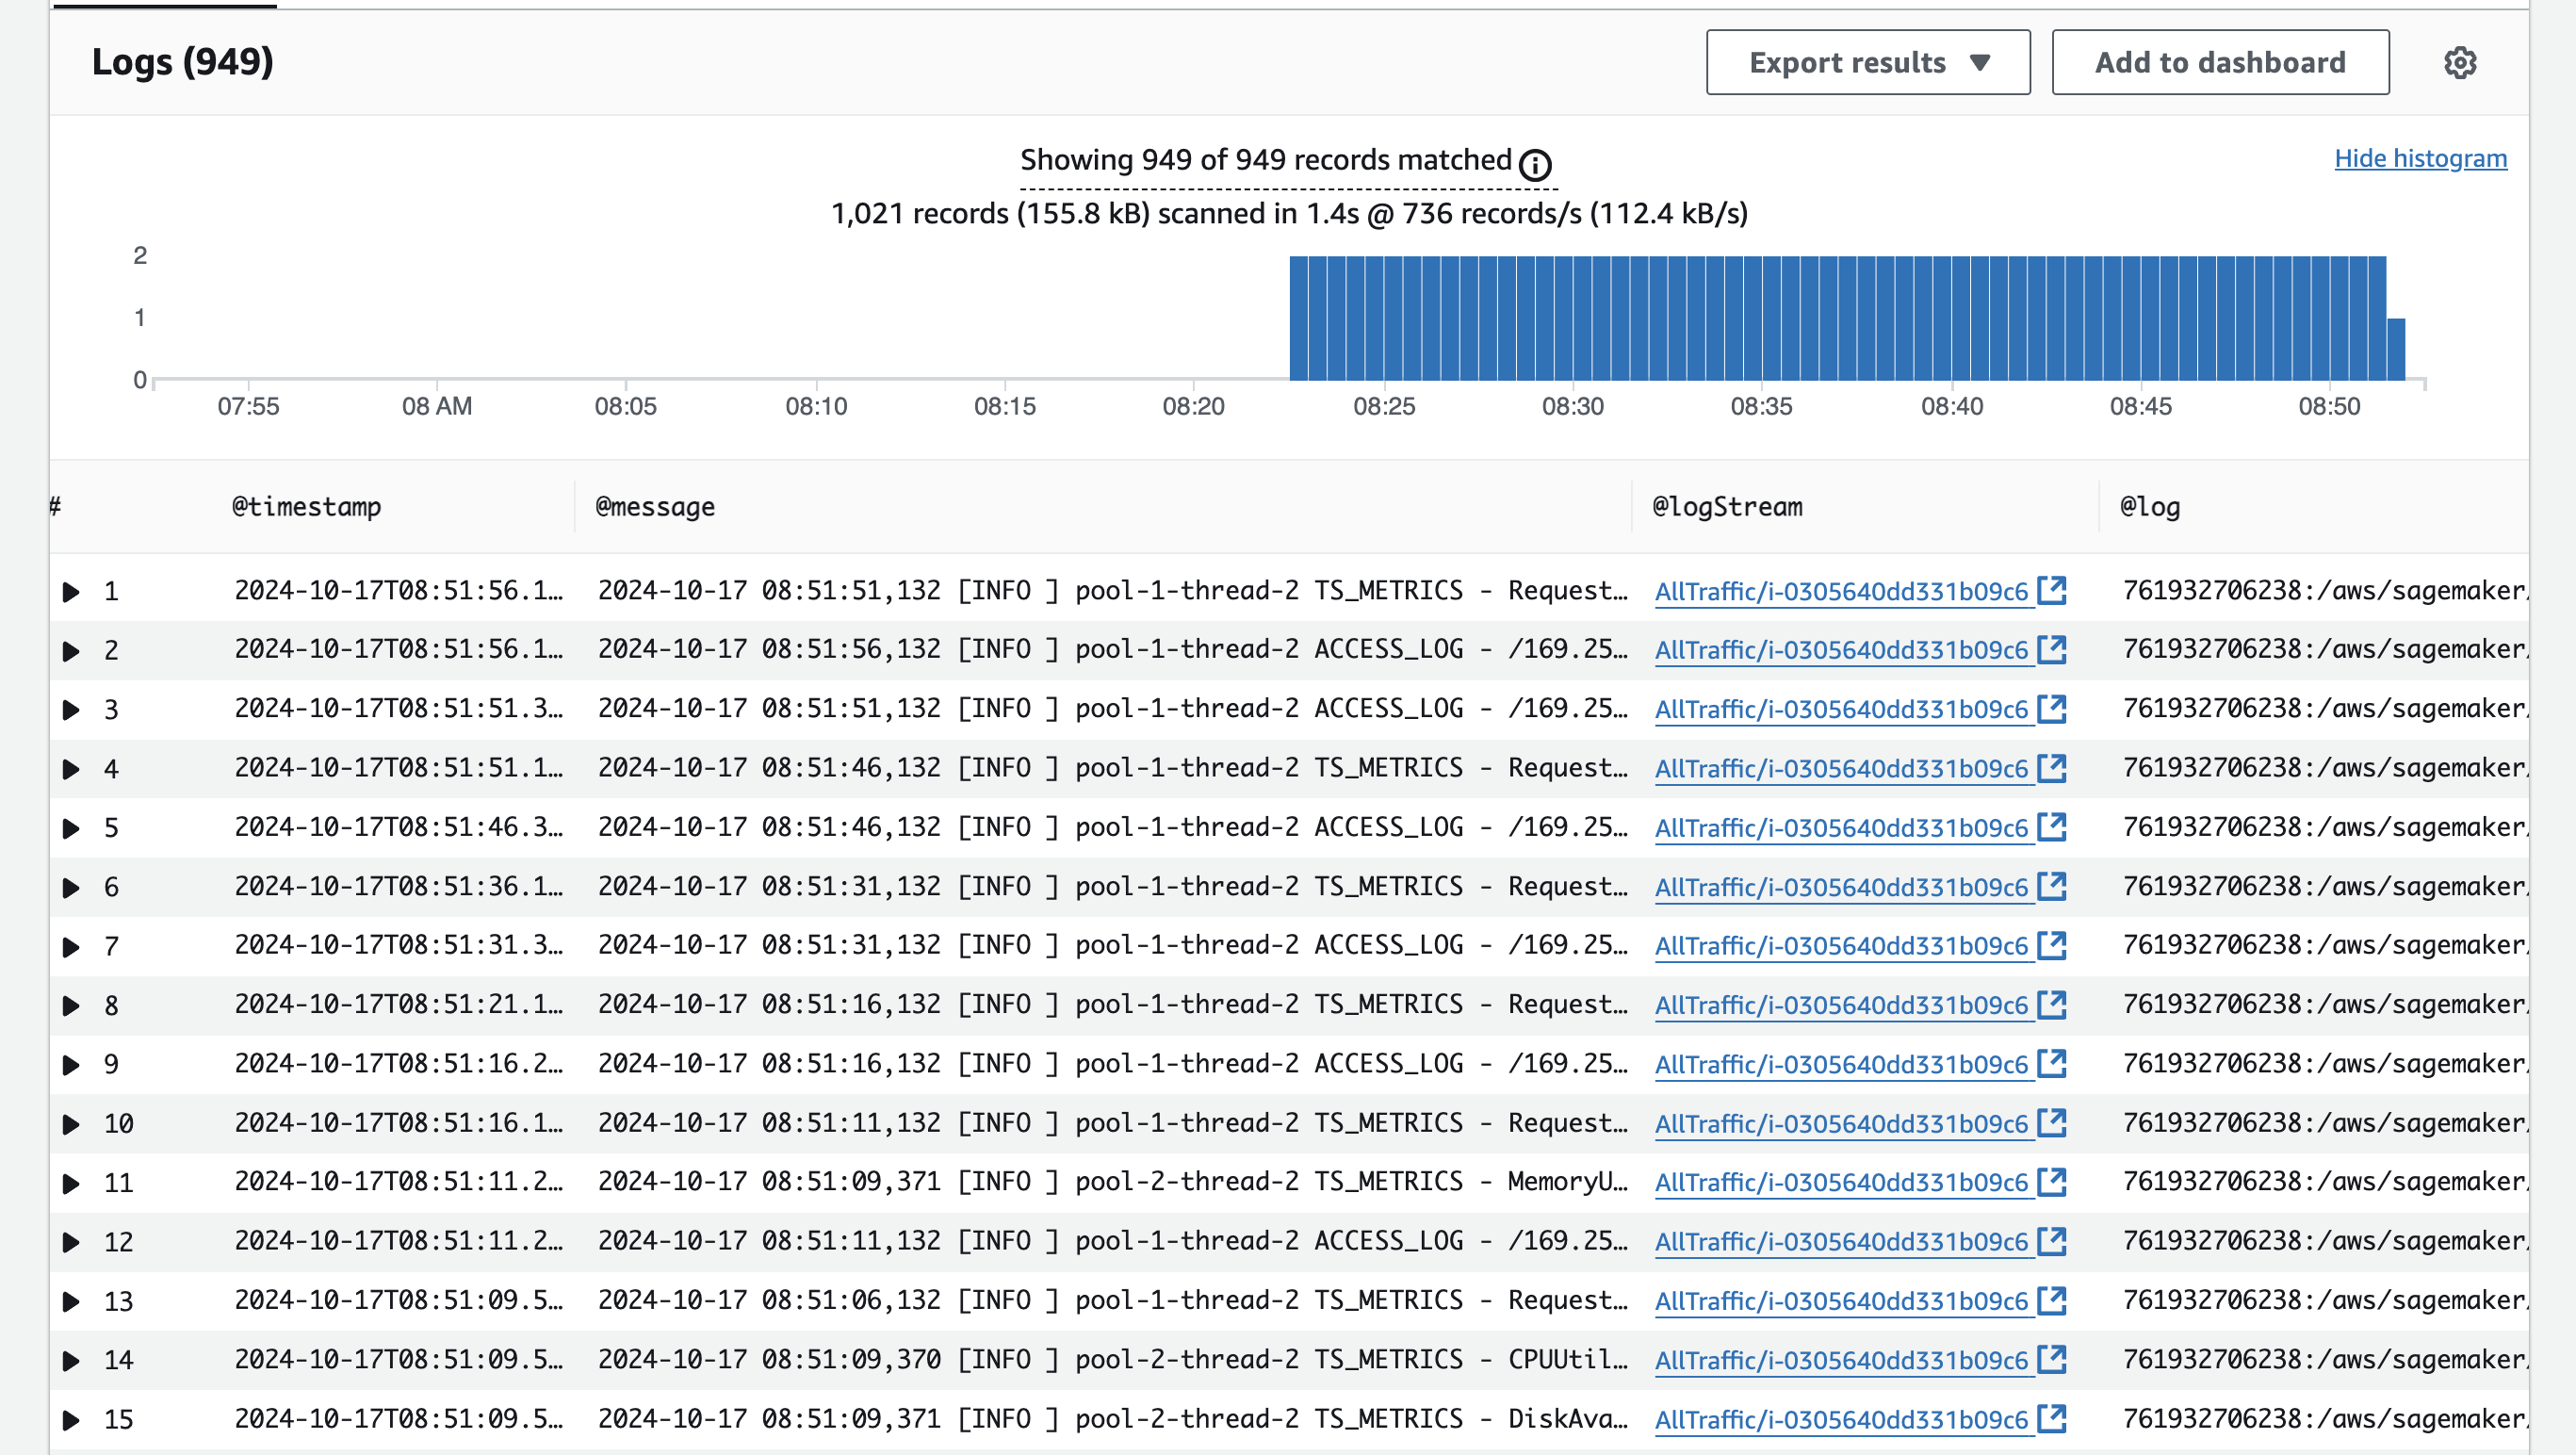 Logs (949)
Export results
Add to dashboard
Showing 949 of 949 records matched
Hide histogram
1,021 records (155.8 kB) scanned in 1.4s @ 736 records/s (112.4 kB/s)
2
1
0
07:55 08 AM 08:05 08:10 08:15 08:20 08:25 08:30 08:35 08:40 08:45 08:50
# @timestamp @message @logStream @log
1 2024-10-17T08:51:56.1… 2024-10-17 08:51:51,132 [INFO ] pool-1-thread-2 TS_METRICS - Request… AllTraffic/i-0305640dd331b09c6 761932706238:/aws/sagemaker/
2 2024-10-17T08:51:56.1… 2024-10-17 08:51:56,132 [INFO ] pool-1-thread-2 ACCESS_LOG - /169.25… AllTraffic/i-0305640dd331b09c6 761932706238:/aws/sagemaker/
3 2024-10-17T08:51:51.3… 2024-10-17 08:51:51,132 [INFO ] pool-1-thread-2 ACCESS_LOG - /169.25… AllTraffic/i-0305640dd331b09c6 761932706238:/aws/sagemaker/
4 2024-10-17T08:51:51.1… 2024-10-17 08:51:46,132 [INFO ] pool-1-thread-2 TS_METRICS - Request… AllTraffic/i-0305640dd331b09c6 761932706238:/aws/sagemaker/
5 2024-10-17T08:51:46.3… 2024-10-17 08:51:46,132 [INFO ] pool-1-thread-2 ACCESS_LOG - /169.25… AllTraffic/i-0305640dd331b09c6 761932706238:/aws/sagemaker/
6 2024-10-17T08:51:36.1… 2024-10-17 08:51:31,132 [INFO ] pool-1-thread-2 TS_METRICS - Request… AllTraffic/i-0305640dd331b09c6 761932706238:/aws/sagemaker/
7 2024-10-17T08:51:31.3… 2024-10-17 08:51:31,132 [INFO ] pool-1-thread-2 ACCESS_LOG - /169.25… AllTraffic/i-0305640dd331b09c6 761932706238:/aws/sagemaker/
8 2024-10-17T08:51:21.1… 2024-10-17 08:51:16,132 [INFO ] pool-1-thread-2 TS_METRICS - Request… AllTraffic/i-0305640dd331b09c6 761932706238:/aws/sagemaker/
9 2024-10-17T08:51:16.2… 2024-10-17 08:51:16,132 [INFO ] pool-1-thread-2 ACCESS_LOG - /169.25… AllTraffic/i-0305640dd331b09c6 761932706238:/aws/sagemaker/
10 2024-10-17T08:51:16.1… 2024-10-17 08:51:11,132 [INFO ] pool-1-thread-2 TS_METRICS - Request… AllTraffic/i-0305640dd331b09c6 761932706238:/aws/sagemaker/
11 2024-10-17T08:51:11.2… 2024-10-17 08:51:09,371 [INFO ] pool-2-thread-2 TS_METRICS - MemoryU… AllTraffic/i-0305640dd331b09c6 761932706238:/aws/sagemaker/
12 2024-10-17T08:51:11.2… 2024-10-17 08:51:11,132 [INFO ] pool-1-thread-2 ACCESS_LOG - /169.25… AllTraffic/i-0305640dd331b09c6 761932706238:/aws/sagemaker/
13 2024-10-17T08:51:09.5… 2024-10-17 08:51:06,132 [INFO ] pool-1-thread-2 TS_METRICS - Request… AllTraffic/i-0305640dd331b09c6 761932706238:/aws/sagemaker/
14 2024-10-17T08:51:09.5… 2024-10-17 08:51:09,370 [INFO ] pool-2-thread-2 TS_METRICS - CPUUtil… AllTraffic/i-0305640dd331b09c6 761932706238:/aws/sagemaker/
15 2024-10-17T08:51:09.5… 2024-10-17 08:51:09,371 [INFO ] pool-2-thread-2 TS_METRICS - DiskAva… AllTraffic/i-0305640dd331b09c6 761932706238:/aws/sagemaker/